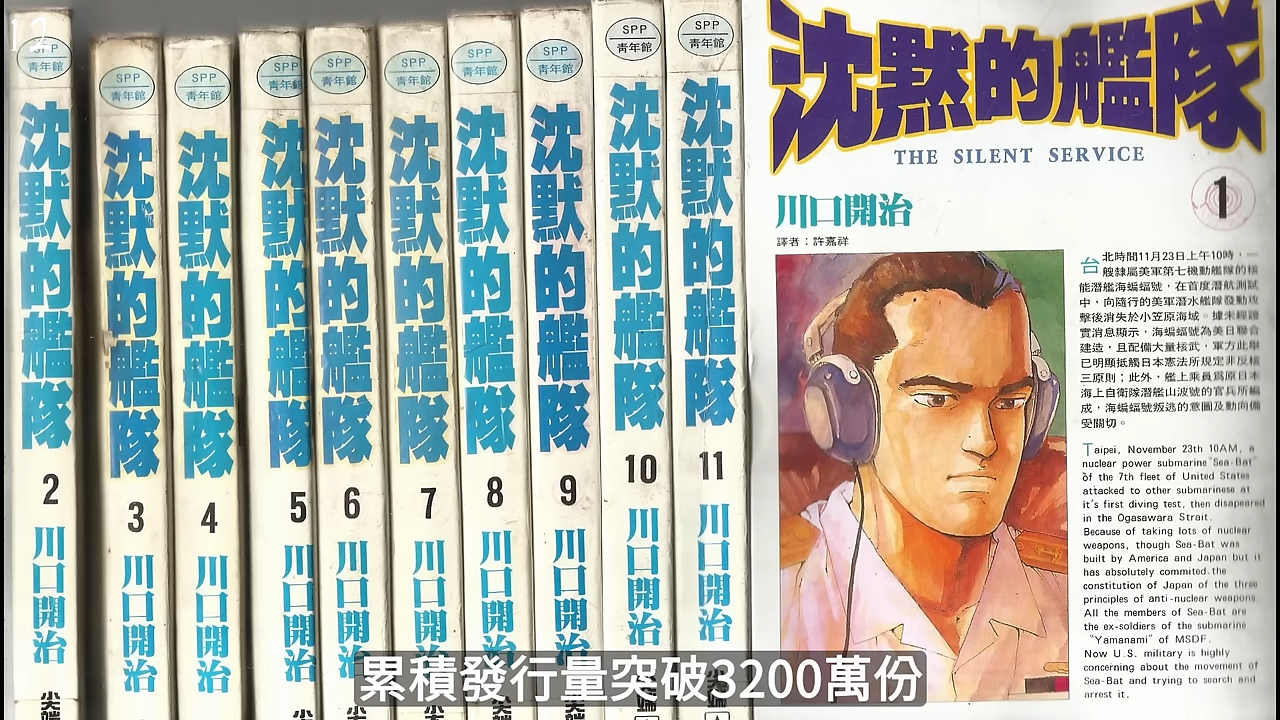 12
青年館
沈默的艦隊
2
川口開治
SPP
青年館
沈默的艦隊
3
川口開治
SPP
青年館
沈默的艦隊
4
川口開治
SPP
青年館
沈默的艦隊
5
川口開治
SPP
青年館
沈默的艦隊
6
川口開治
SPP
青年館
沈默的艦隊
7
川口開治
SPP
青年館
沈默的艦隊
8
川口開治
SPP
青年館
沈默的艦隊
9
川口開治
SPP
青年館
沈默的艦隊
10
川口開治
SPP
青年館
沈默的艦隊
11
川口開治
沈默的艦隊
THE SILENT SERVICE
1
川口開治
譯者：許嘉祥
台北時間11月23日上午10時，一
艘隸屬美軍第七機動艦隊的核
能潛艦海蝙蝠號，在首度潛航測試
中，向隨行的美軍潛水艦隊發動攻
擊後消失於小笠原海域。據未經證
實消息顯示，海蝙蝠號為美日聯合
建造，且配備大量核武，軍方此舉
已明顯抵觸日本憲法所規定非反核
三原則；此外，艦上乘員爲原日本
海上自衛隊潛艦山波號的官兵所編
成，海蝙蝠號叛逃的意圖及動向備
受關切。
Taipei, November 23th 10AM, a
nuclear power submarine "Sea-Bat"
of the 7th fleet of United States
attacked to other submarinese at
it's first diving test, then disapeared
in the Ogasawara Strait.
Because of taking lots of nuclear
weapons, though Sea-Bat was
built by America and Japan but it
has absolutely commited.the
constitution of Japan of the three
principles of anti-nuclear weapons.
All the members of Sea-Bat are
the ex-soldiers of the submarine
"Yamanami" of MSDF.
Now U.S. military is highly
concerning about the movement of
Sea-Bat and trying to search and
arrest it.
累積發行量突破3200萬份